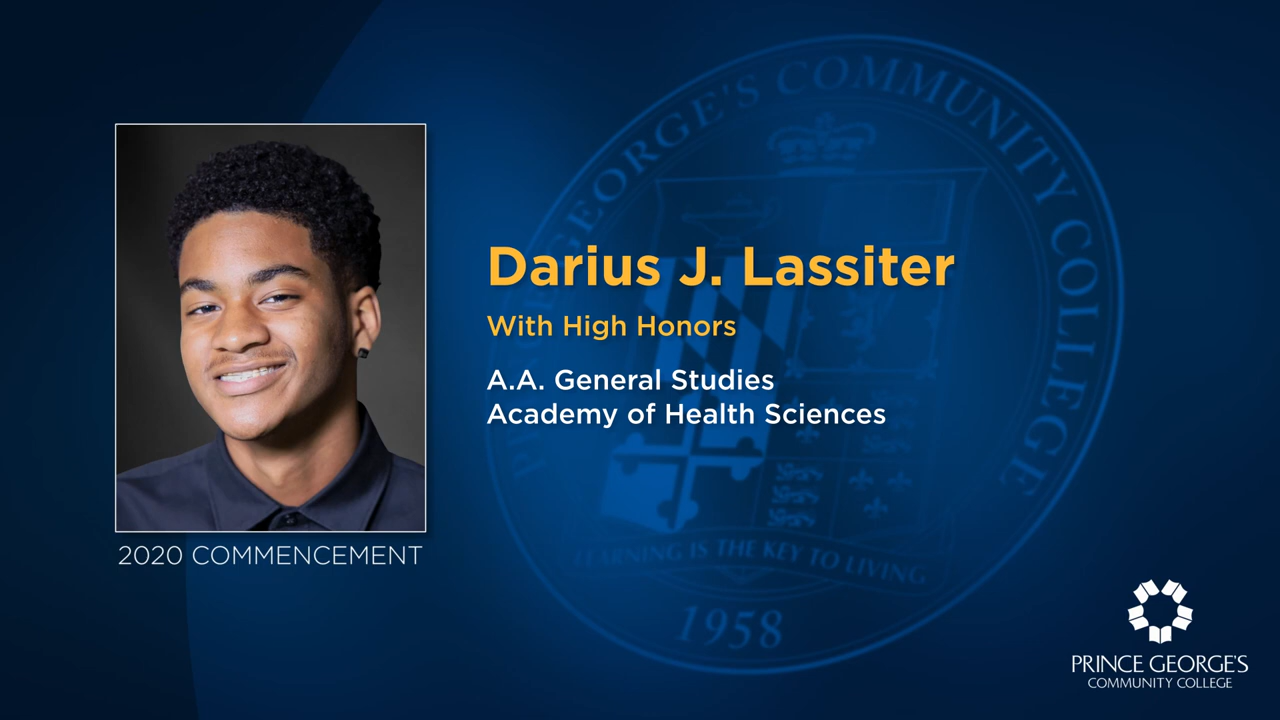 Darius J. Lassiter
With High Honors
A.A. General Studies
Academy of Health Sciences
2020 COMMENCEMENT
GEORGE'S COMMUNITY COLLEGE
LEARNING IS THE KEY TO LIVING
1958
PRINCE GEORGE'S
COMMUNITY COLLEGE